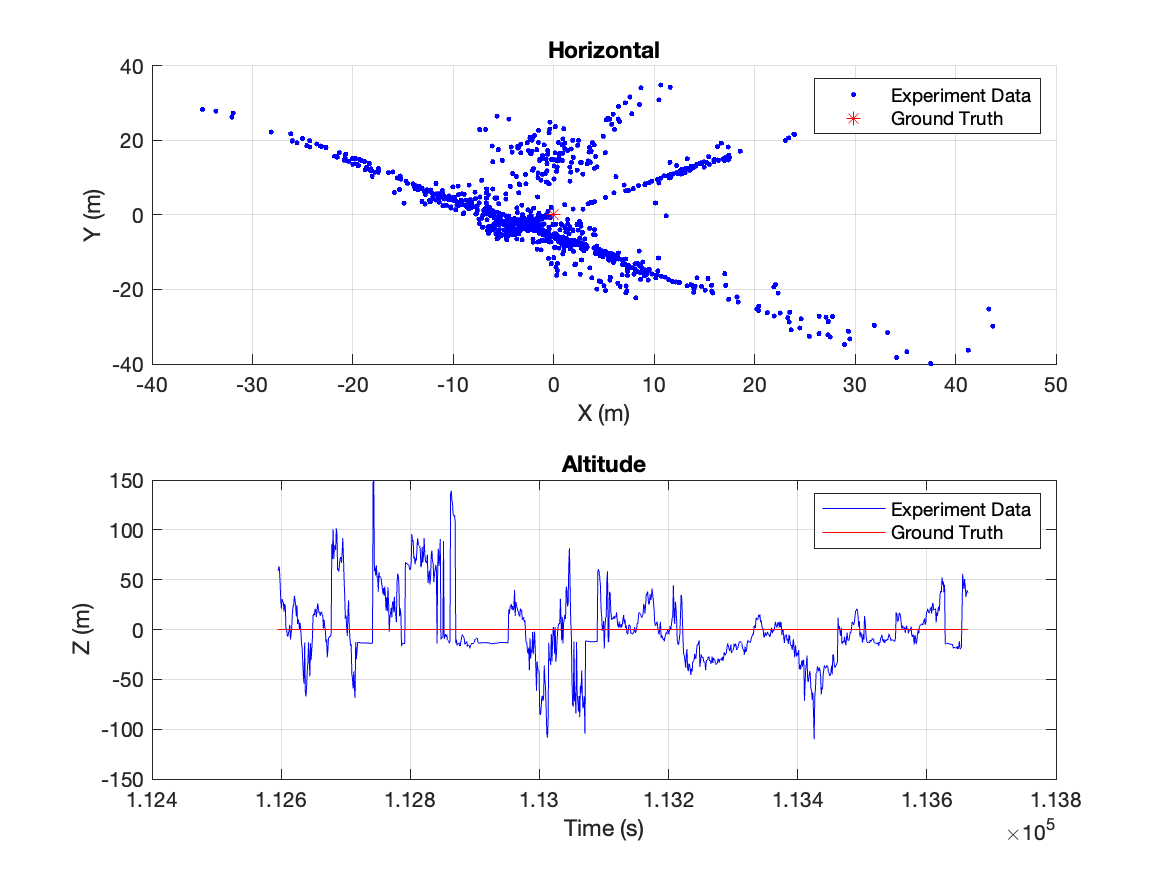 Horizontal
40
20
0
-20
-40
Y (m)
Experiment Data
Ground Truth
-40 -30 -20 -10 0 10 20 30 40 50
X (m)
Altitude
150
100
50
0
-50
-100
-150
Z (m)
Experiment Data
Ground Truth
1.124 1.126 1.128 1.13 1.132 1.134 1.136 1.138
Time (s)
×10⁵